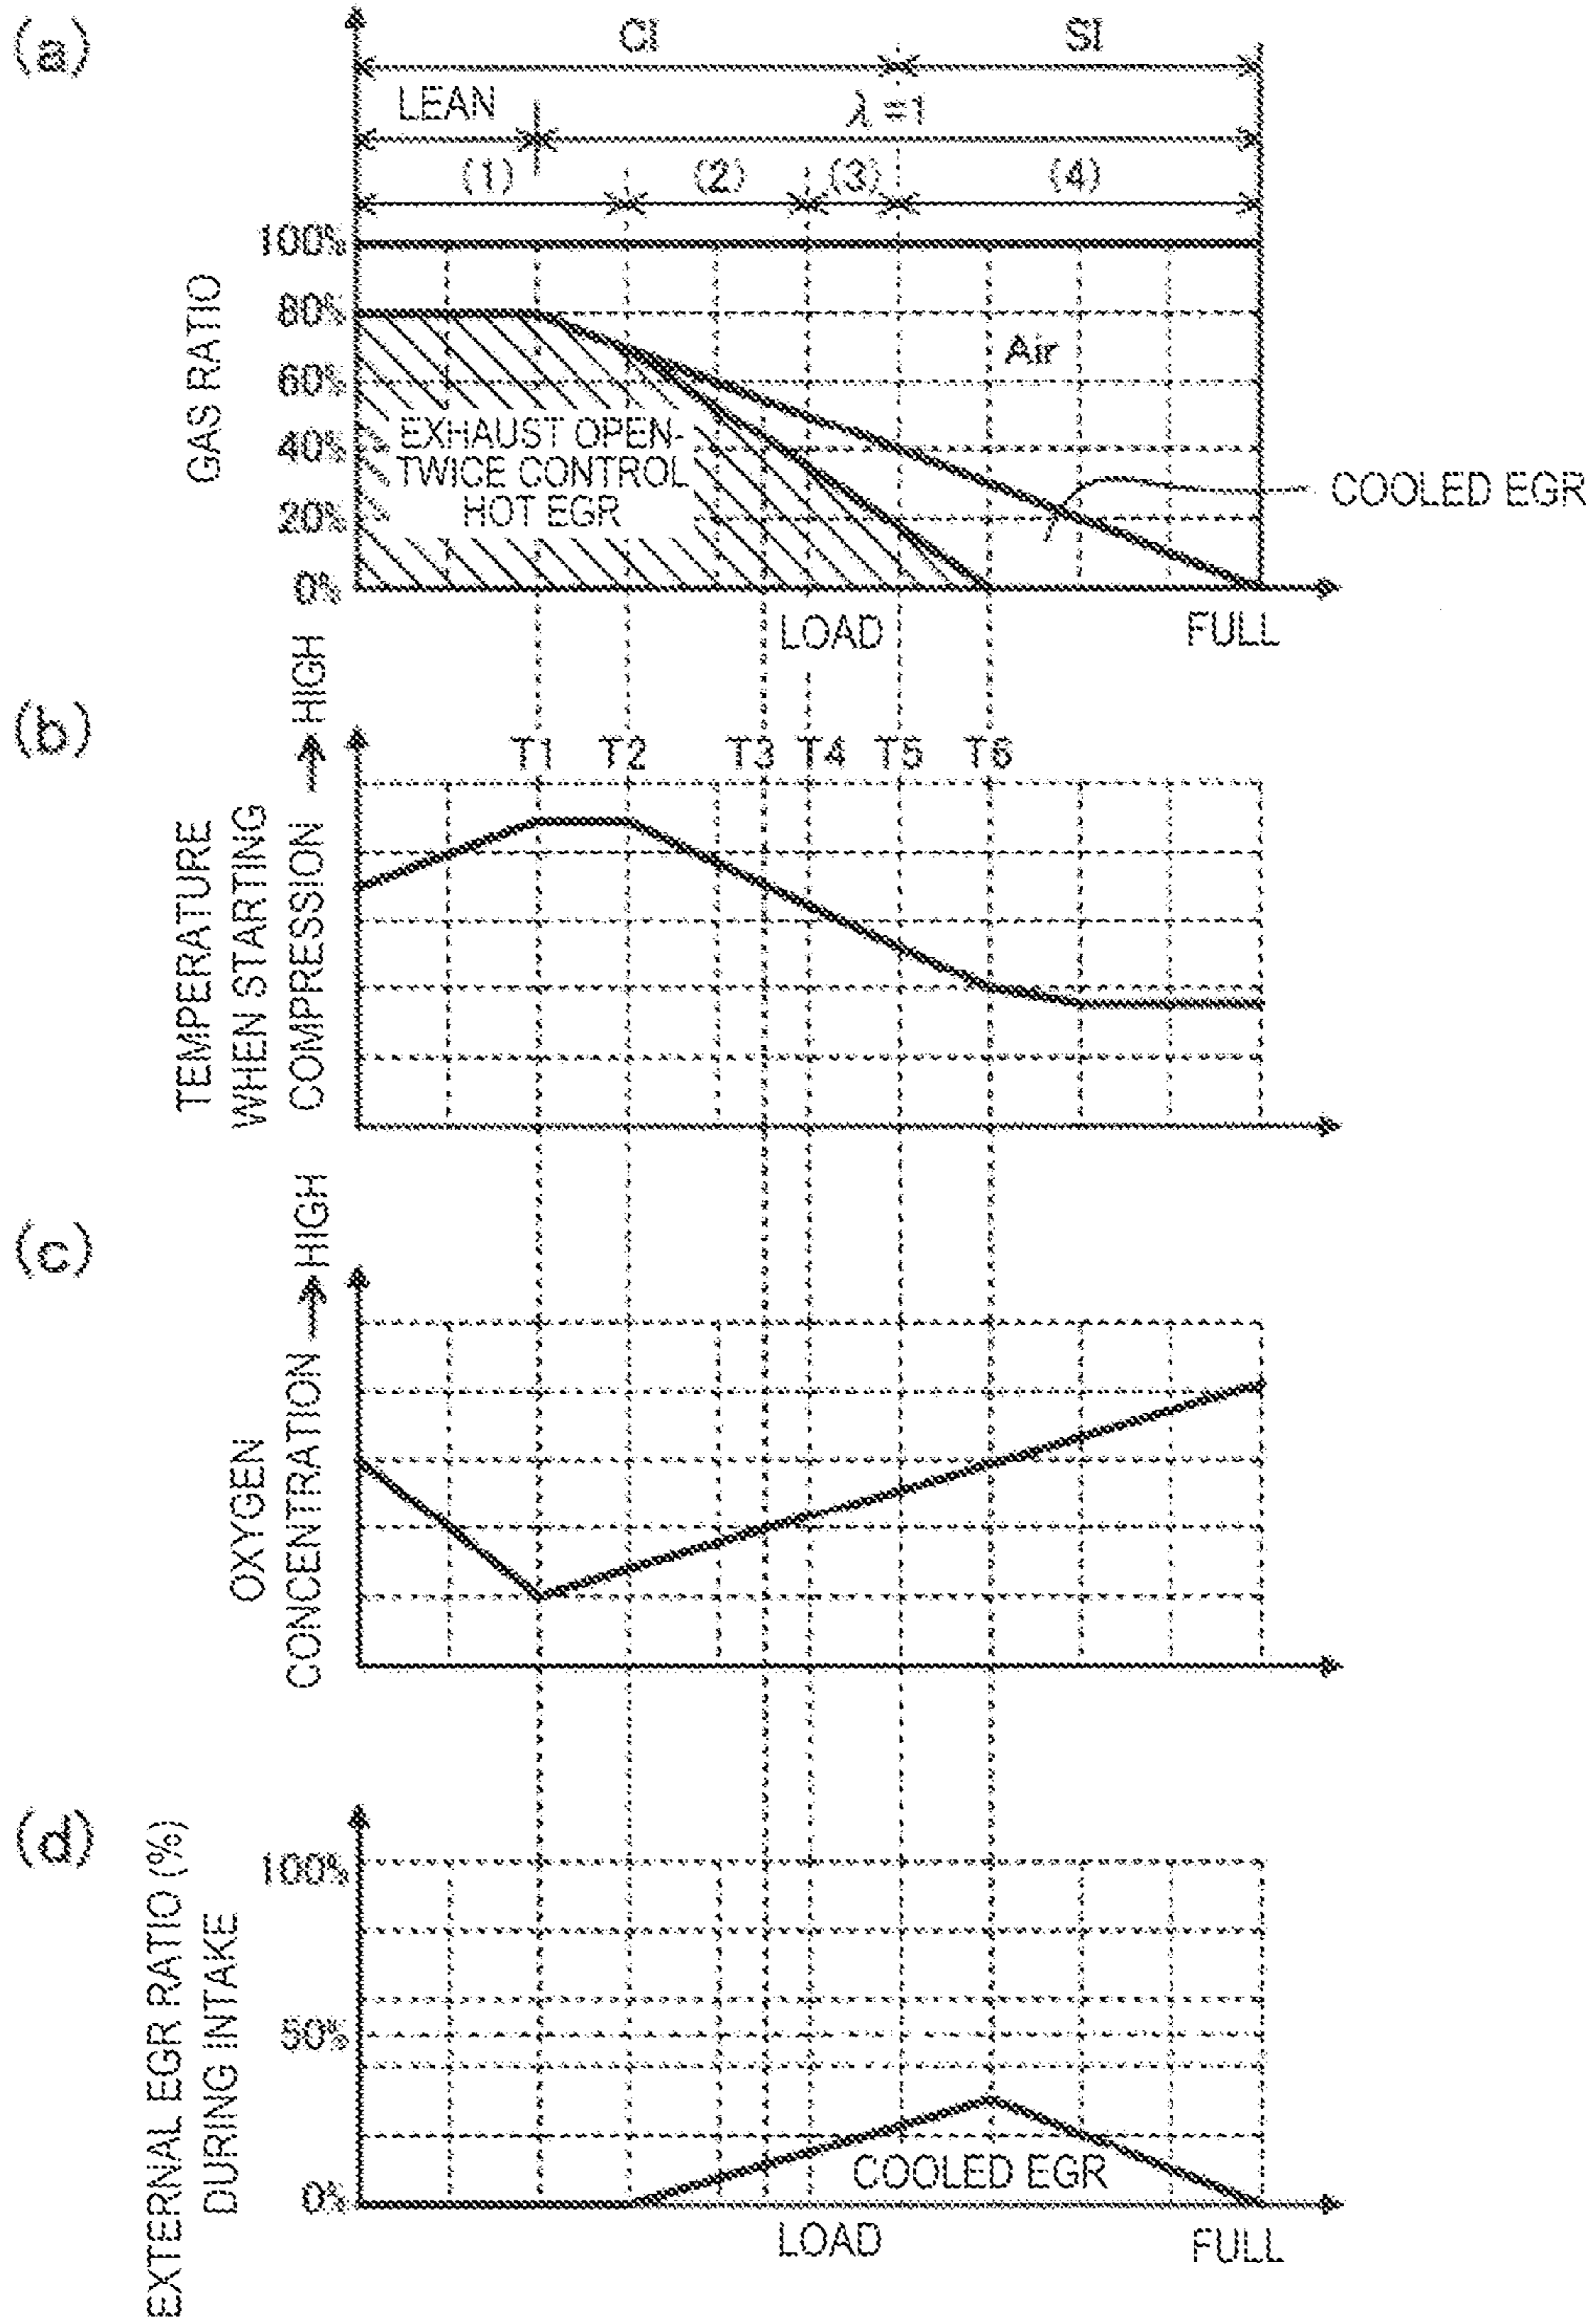 (a)
CI
SI
LEAN
λ=1
(1)
(2)
(3)
(4)
100%
80%
60%
40%
20%
0%
GAS RATIO
Air
EXHAUST OPEN-
TWICE CONTROL
HOT EGR
COOLED EGR
LOAD
FULL
(b)
TEMPERATURE
WHEN STARTING
COMPRESSION → HIGH
T1
T2
T3
T4
T5
T6
(c)
OXYGEN
CONCENTRATION → HIGH
(d)
EXTERNAL EGR RATIO (%)
DURING INTAKE
100%
50%
0%
COOLED EGR
LOAD
FULL